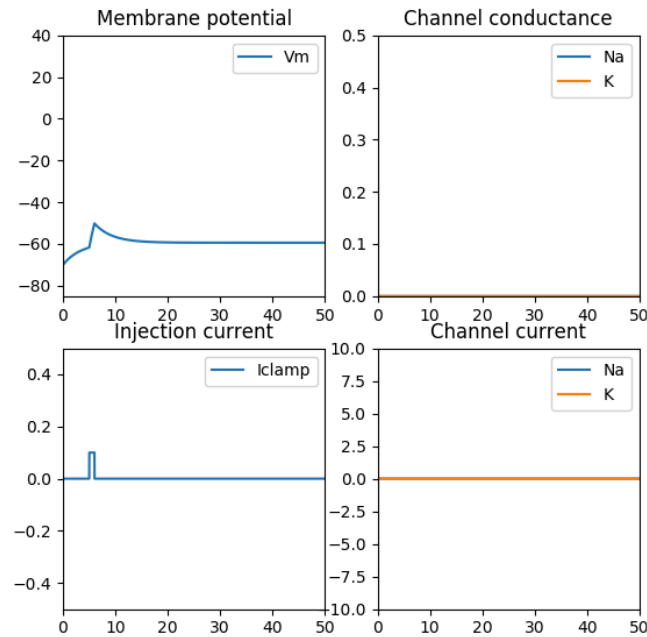 Membrane potential
40
20
0
−20
−40
−60
−80
Vm
0 10 20 30 40 50
Channel conductance
0.5
0.4
0.3
0.2
0.1
0.0
Na
K
0 10 20 30 40 50
Injection current
0.4
0.2
0.0
−0.2
−0.4
Iclamp
0 10 20 30 40 50
Channel current
10.0
7.5
5.0
2.5
0.0
−2.5
−5.0
−7.5
−10.0
Na
K
0 10 20 30 40 50